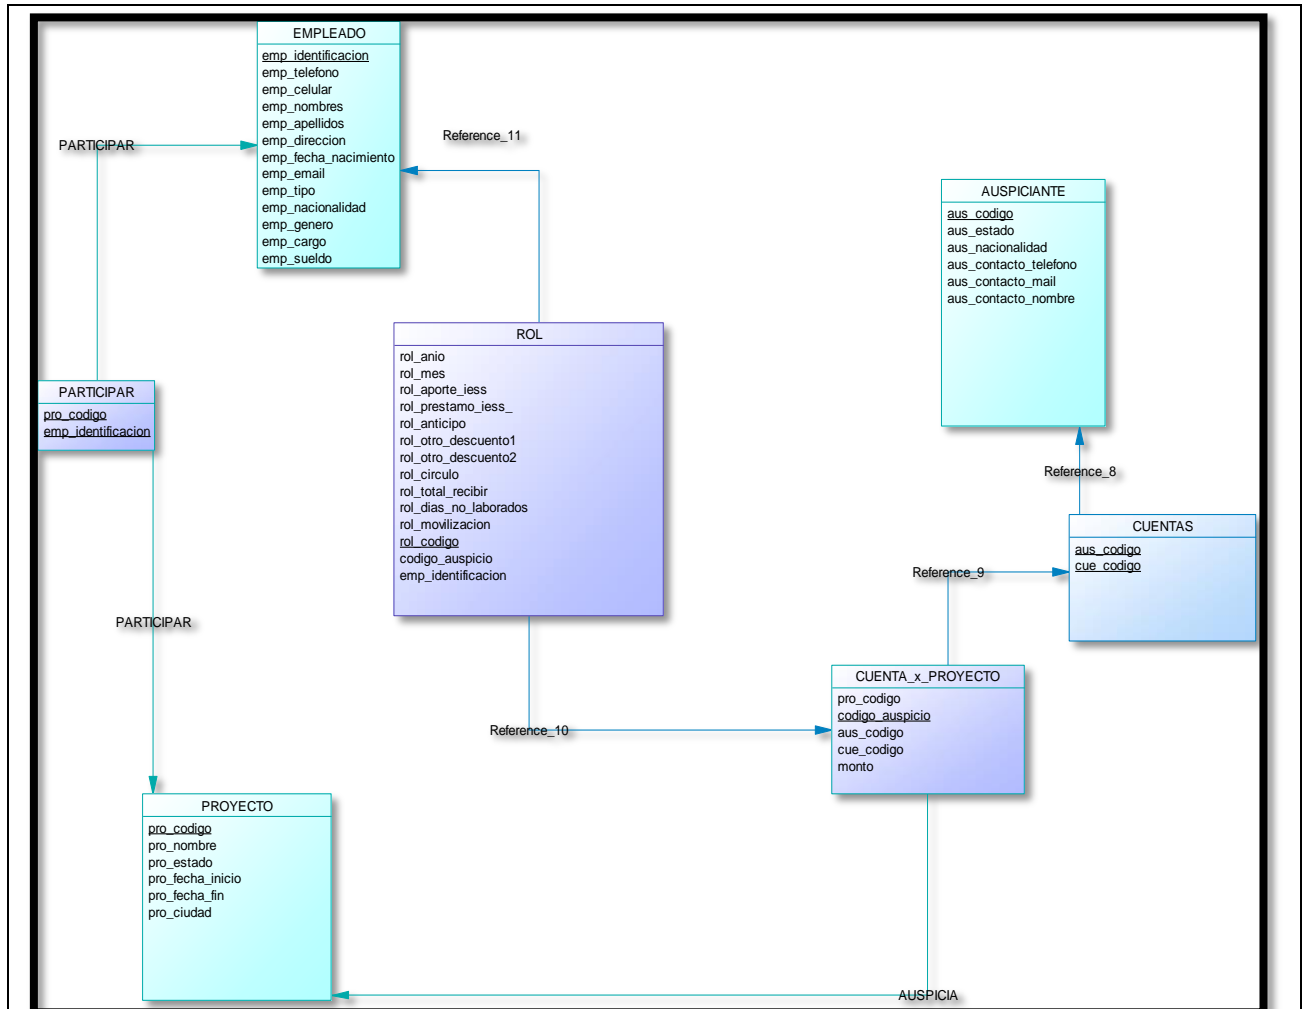 EMPLEADO
emp_identificacion
emp_telefono
emp_celular
emp_nombres
emp_apellidos
emp_direccion
emp_fecha_nacimiento
emp_email
emp_tipo
emp_nacionalidad
emp_genero
emp_cargo
emp_sueldo
PARTICIPAR
Reference_11
AUSPICIANTE
aus_codigo
aus_estado
aus_nacionalidad
aus_contacto_telefono
aus_contacto_mail
aus_contacto_nombre
ROL
rol_anio
rol_mes
rol_aporte_iess
rol_prestamo_iess_
rol_anticipo
rol_otro_descuento1
rol_otro_descuento2
rol_circulo
rol_total_recibir
rol_dias_no_laborados
rol_movilizacion
rol_codigo
codigo_auspicio
emp_identificacion
PARTICIPAR
pro_codigo
emp_identificacion
Reference_8
CUENTAS
aus_codigo
cue_codigo
Reference_9
PARTICIPAR
CUENTA_x_PROYECTO
pro_codigo
codigo_auspicio
aus_codigo
cue_codigo
monto
Reference_10
PROYECTO
pro_codigo
pro_nombre
pro_estado
pro_fecha_inicio
pro_fecha_fin
pro_ciudad
AUSPICIA